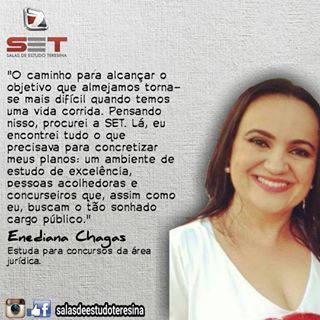 SET
SALAS DE ESTUDO TERESINA
"O caminho para alcançar o
objetivo que almejamos torna-
se mais difícil quando temos
uma vida corrida. Pensando
nisso, procurei a SET. Lá, eu
encontrei tudo o que
precisava para concretizar
meus planos: um ambiente de
estudo de excelência,
pessoas acolhedoras e
concurseiros que, assim como
eu, buscam o tão sonhado
cargo público."
Enediana Chagas
Estuda para concursos da área
jurídica.
salasdeestudoteresina